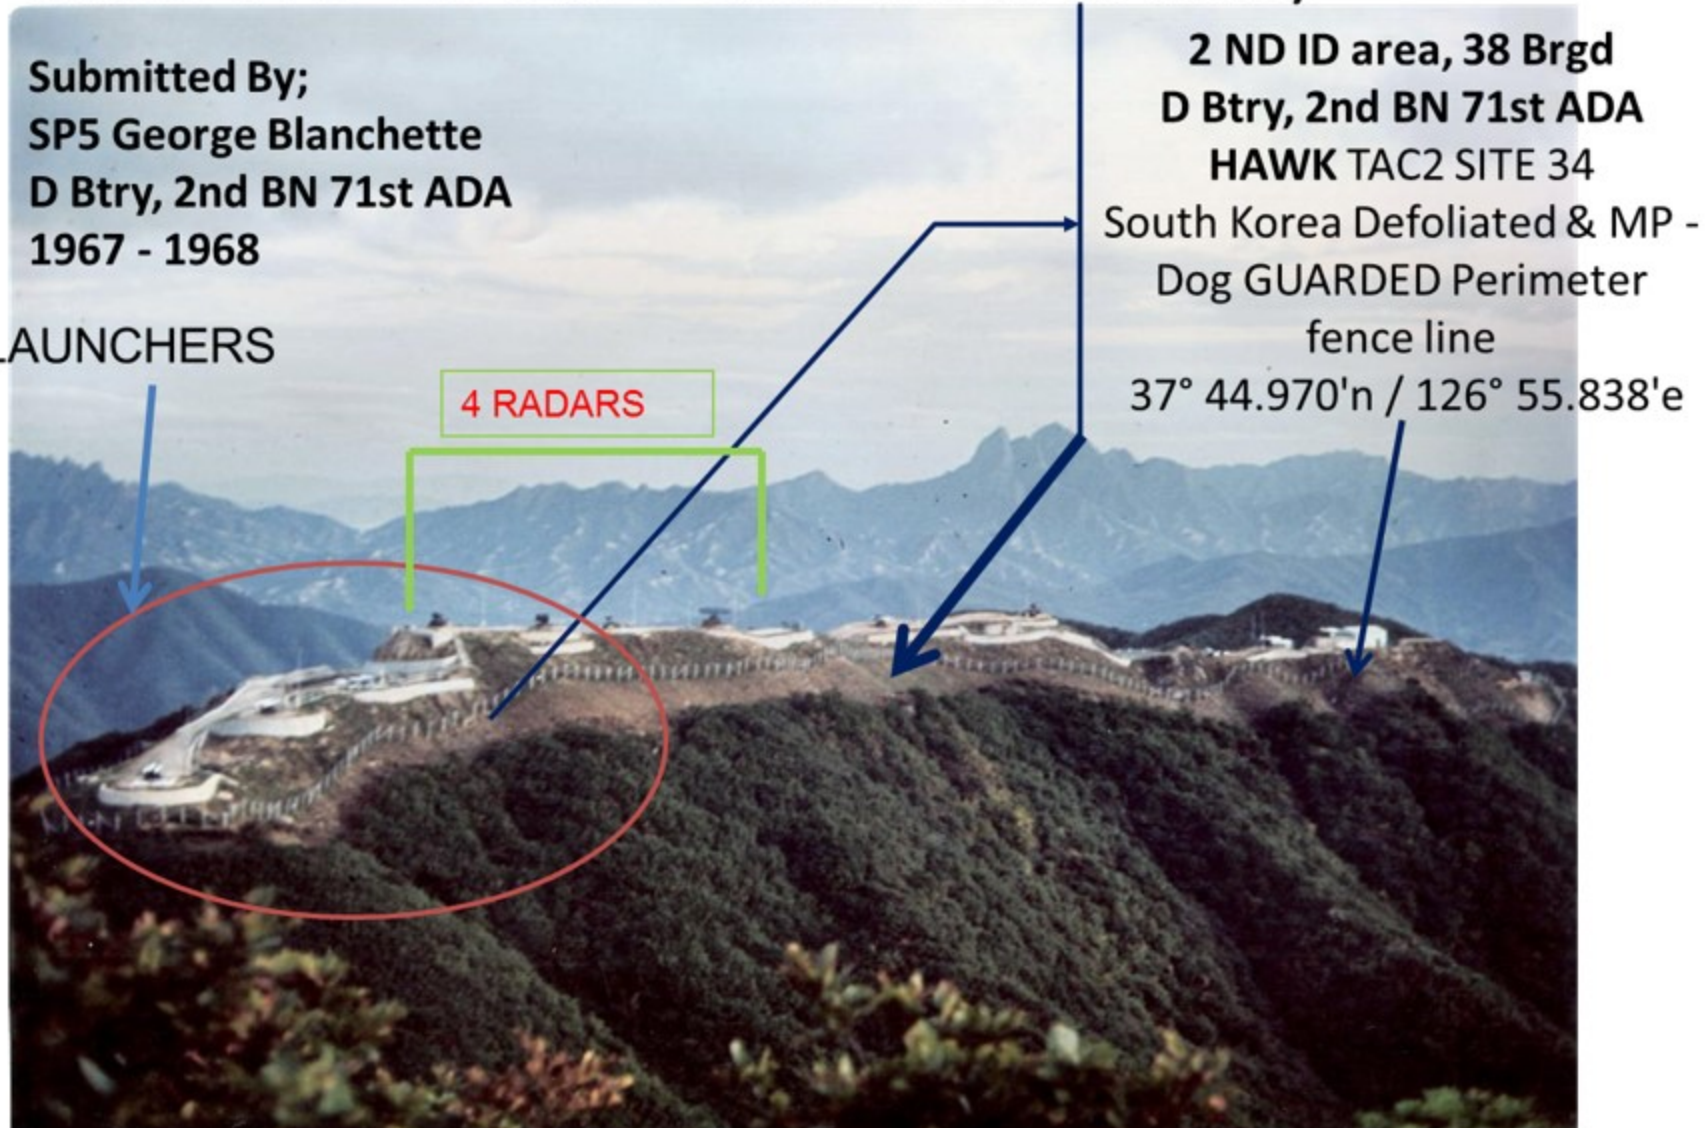 Submitted By;
SP5 George Blanchette
D Btry, 2nd BN 71st ADA
1967 - 1968
LAUNCHERS
4 RADARS
2 ND ID area, 38 Brgd
D Btry, 2nd BN 71st ADA
HAWK TAC2 SITE 34
South Korea Defoliated & MP -
Dog GUARDED Perimeter
fence line
37° 44.970'n / 126° 55.838'e